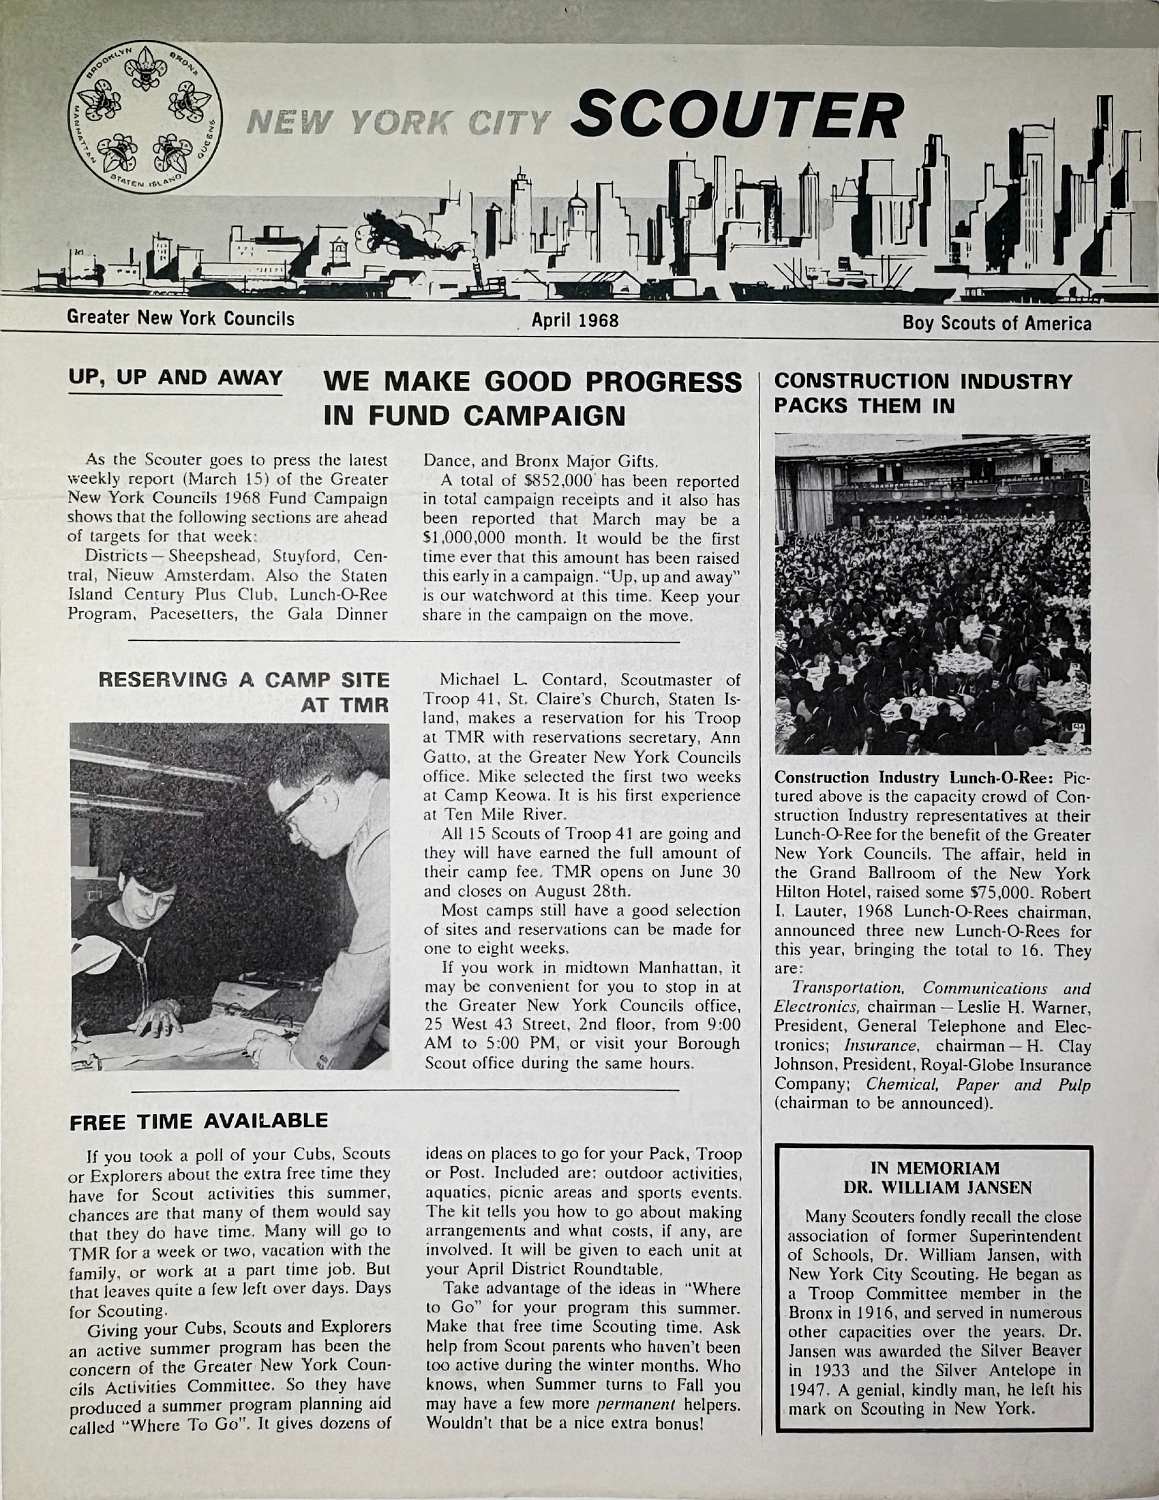 BROOKLYN
BRONX
MANHATTAN
QUEENS
STATEN ISLAND
NEW YORK CITY SCOUTER
Greater New York Councils
April 1968
Boy Scouts of America
UP, UP AND AWAY
WE MAKE GOOD PROGRESS
IN FUND CAMPAIGN
As the Scouter goes to press the latest
weekly report (March 15) of the Greater
New York Councils 1968 Fund Campaign
shows that the following sections are ahead
of targets for that week:
Districts — Sheepshead, Stuyford, Cen-
tral, Nieuw Amsterdam. Also the Staten
Island Century Plus Club, Lunch-O-Ree
Program, Pacesetters, the Gala Dinner
Dance, and Bronx Major Gifts.
A total of $852,000 has been reported
in total campaign receipts and it also has
been reported that March may be a
$1,000,000 month. It would be the first
time ever that this amount has been raised
this early in a campaign. “Up, up and away”
is our watchword at this time. Keep your
share in the campaign on the move.
RESERVING A CAMP SITE
AT TMR
Michael L. Contard, Scoutmaster of
Troop 41, St. Claire's Church, Staten Is-
land, makes a reservation for his Troop
at TMR with reservations secretary, Ann
Gatto, at the Greater New York Councils
office. Mike selected the first two weeks
at Camp Keowa. It is his first experience
at Ten Mile River.
All 15 Scouts of Troop 41 are going and
they will have earned the full amount of
their camp fee. TMR opens on June 30
and closes on August 28th.
Most camps still have a good selection
of sites and reservations can be made for
one to eight weeks.
If you work in midtown Manhattan, it
may be convenient for you to stop in at
the Greater New York Councils office,
25 West 43 Street, 2nd floor, from 9:00
AM to 5:00 PM, or visit your Borough
Scout office during the same hours.
FREE TIME AVAILABLE
If you took a poll of your Cubs, Scouts
or Explorers about the extra free time they
have for Scout activities this summer,
chances are that many of them would say
that they do have time. Many will go to
TMR for a week or two, vacation with the
family, or work at a part time job. But
that leaves quite a few left over days. Days
for Scouting.
Giving your Cubs, Scouts and Explorers
an active summer program has been the
concern of the Greater New York Coun-
cils Activities Committee. So they have
produced a summer program planning aid
called “Where To Go”. It gives dozens of
ideas on places to go for your Pack, Troop
or Post. Included are: outdoor activities,
aquatics, picnic areas and sports events.
The kit tells you how to go about making
arrangements and what costs, if any, are
involved. It will be given to each unit at
your April District Roundtable.
Take advantage of the ideas in “Where
to Go” for your program this summer.
Make that free time Scouting time. Ask
help from Scout parents who haven't been
too active during the winter months. Who
knows, when Summer turns to Fall you
may have a few more permanent helpers.
Wouldn't that be a nice extra bonus!
CONSTRUCTION INDUSTRY
PACKS THEM IN
Construction Industry Lunch-O-Ree: Pic-
tured above is the capacity crowd of Con-
struction Industry representatives at their
Lunch-O-Ree for the benefit of the Greater
New York Councils. The affair, held in
the Grand Ballroom of the New York
Hilton Hotel, raised some $75,000. Robert
I. Lauter, 1968 Lunch-O-Rees chairman,
announced three new Lunch-O-Rees for
this year, bringing the total to 16. They
are:
Transportation, Communications and
Electronics, chairman — Leslie H. Warner,
President, General Telephone and Elec-
tronics; Insurance, chairman — H. Clay
Johnson, President, Royal-Globe Insurance
Company; Chemical, Paper and Pulp
(chairman to be announced).
IN MEMORIAM
DR. WILLIAM JANSEN
Many Scouters fondly recall the close
association of former Superintendent
of Schools, Dr. William Jansen, with
New York City Scouting. He began as
a Troop Committee member in the
Bronx in 1916, and served in numerous
other capacities over the years. Dr.
Jansen was awarded the Silver Beaver
in 1933 and the Silver Antelope in
1947. A genial, kindly man, he left his
mark on Scouting in New York.